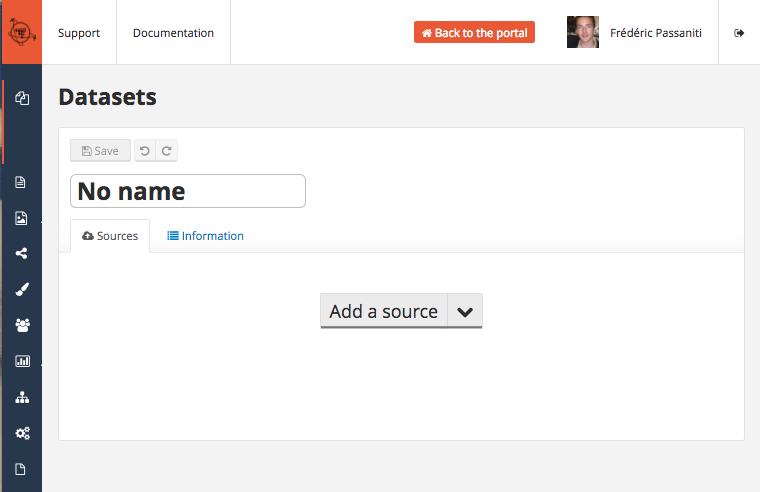 Support
Documentation
Back to the portal
Frédéric Passaniti
Datasets
Save
No name
Sources
Information
Add a source